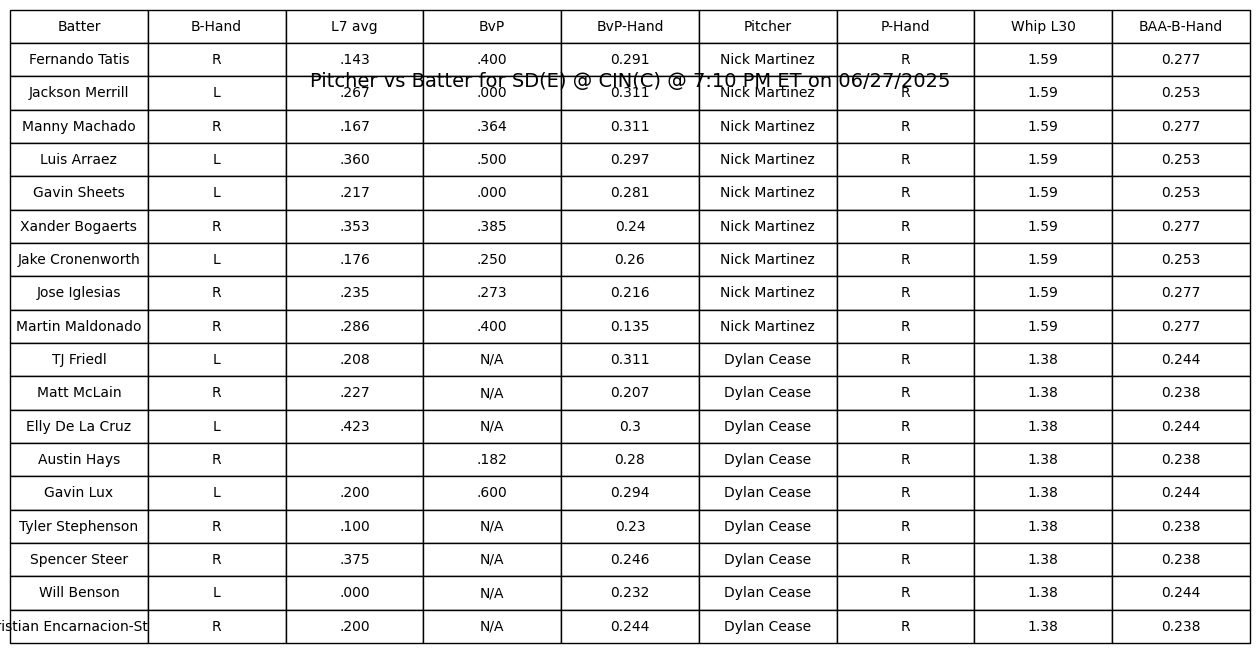 Batter B-Hand L7 avg BvP BvP-Hand Pitcher P-Hand Whip L30 BAA-B-Hand
Fernando Tatis R .143 .400 0.291 Nick Martinez R 1.59 0.277
Pitcher vs Batter for SD(E) @ CIN(C) @ 7:10 PM ET on 06/27/2025
Jackson Merrill L .267 .000 0.311 Nick Martinez R 1.59 0.253
Manny Machado R .167 .364 0.311 Nick Martinez R 1.59 0.277
Luis Arraez L .360 .500 0.297 Nick Martinez R 1.59 0.253
Gavin Sheets L .217 .000 0.281 Nick Martinez R 1.59 0.253
Xander Bogaerts R .353 .385 0.24 Nick Martinez R 1.59 0.277
Jake Cronenworth L .176 .250 0.26 Nick Martinez R 1.59 0.253
Jose Iglesias R .235 .273 0.216 Nick Martinez R 1.59 0.277
Martin Maldonado R .286 .400 0.135 Nick Martinez R 1.59 0.277
TJ Friedl L .208 N/A 0.311 Dylan Cease R 1.38 0.244
Matt McLain R .227 N/A 0.207 Dylan Cease R 1.38 0.238
Elly De La Cruz L .423 N/A 0.3 Dylan Cease R 1.38 0.244
Austin Hays R .182 0.28 Dylan Cease R 1.38 0.238
Gavin Lux L .200 .600 0.294 Dylan Cease R 1.38 0.244
Tyler Stephenson R .100 N/A 0.23 Dylan Cease R 1.38 0.238
Spencer Steer R .375 N/A 0.246 Dylan Cease R 1.38 0.238
Will Benson L .000 N/A 0.232 Dylan Cease R 1.38 0.244
istian Encarnacion-St R .200 N/A 0.244 Dylan Cease R 1.38 0.238